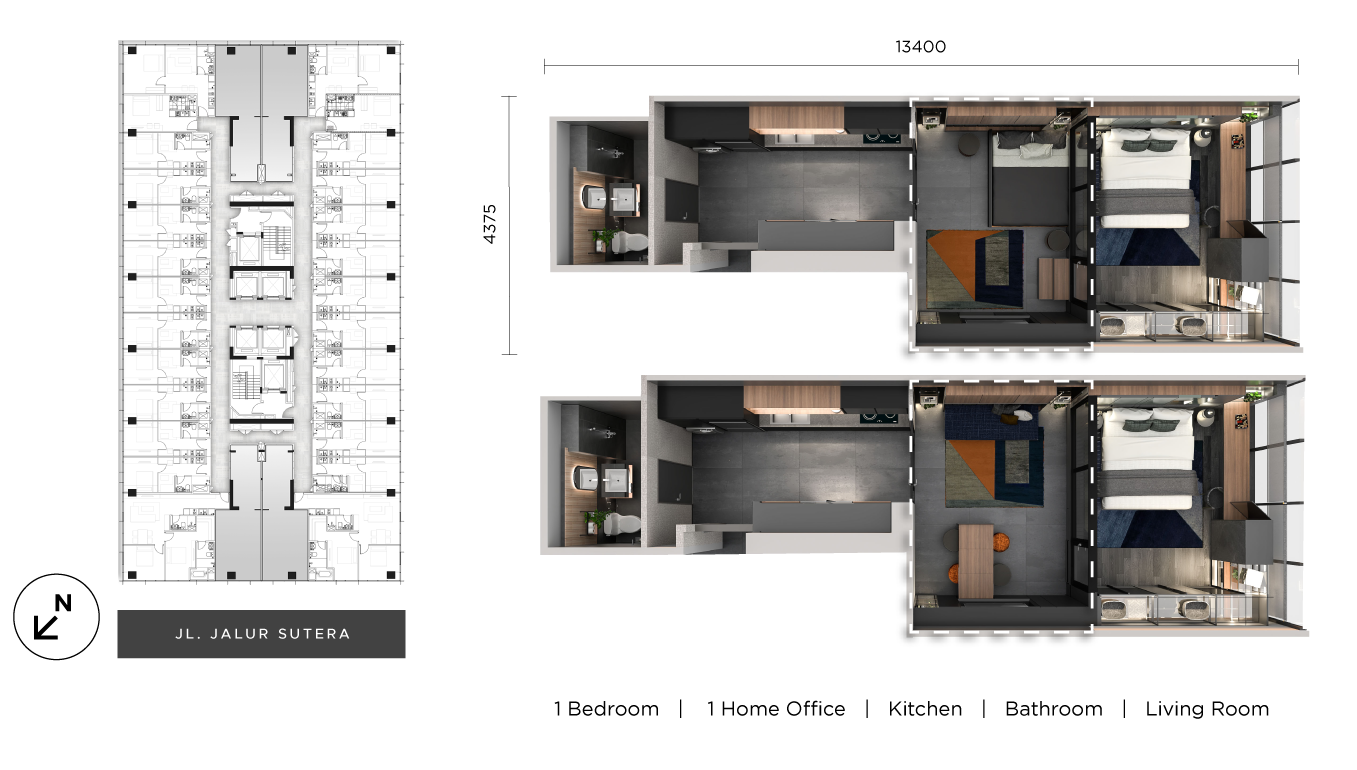 13400
4375
N
JL. JALUR SUTERA
1 Bedroom | 1 Home Office | Kitchen | Bathroom | Living Room